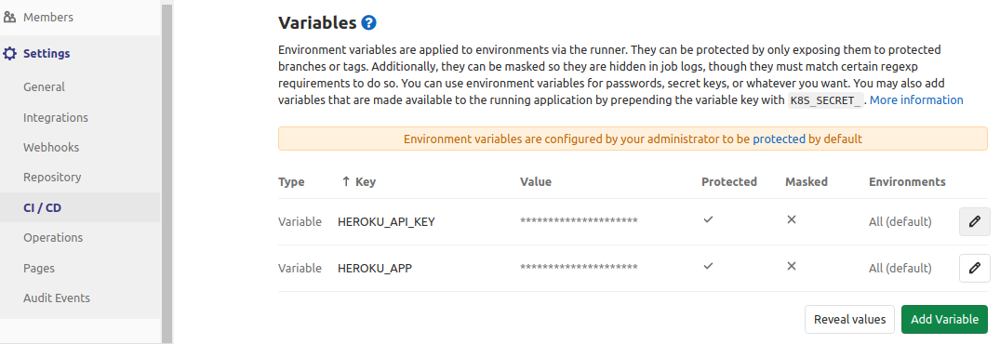 Members
Settings
General
Integrations
Webhooks
Repository
CI / CD
Operations
Pages
Audit Events
Variables ?
Environment variables are applied to environments via the runner. They can be protected by only exposing them to protected
branches or tags. Additionally, they can be masked so they are hidden in job logs, though they must match certain regexp
requirements to do so. You can use environment variables for passwords, secret keys, or whatever you want. You may also add
variables that are made available to the running application by prepending the variable key with K8S_SECRET_. More information
Environment variables are configured by your administrator to be protected by default
Type ↑ Key Value Protected Masked Environments
Variable HEROKU_API_KEY ********************* ✓ ✕ All (default)
Variable HEROKU_APP ********************* ✓ ✕ All (default)
Reveal values Add Variable